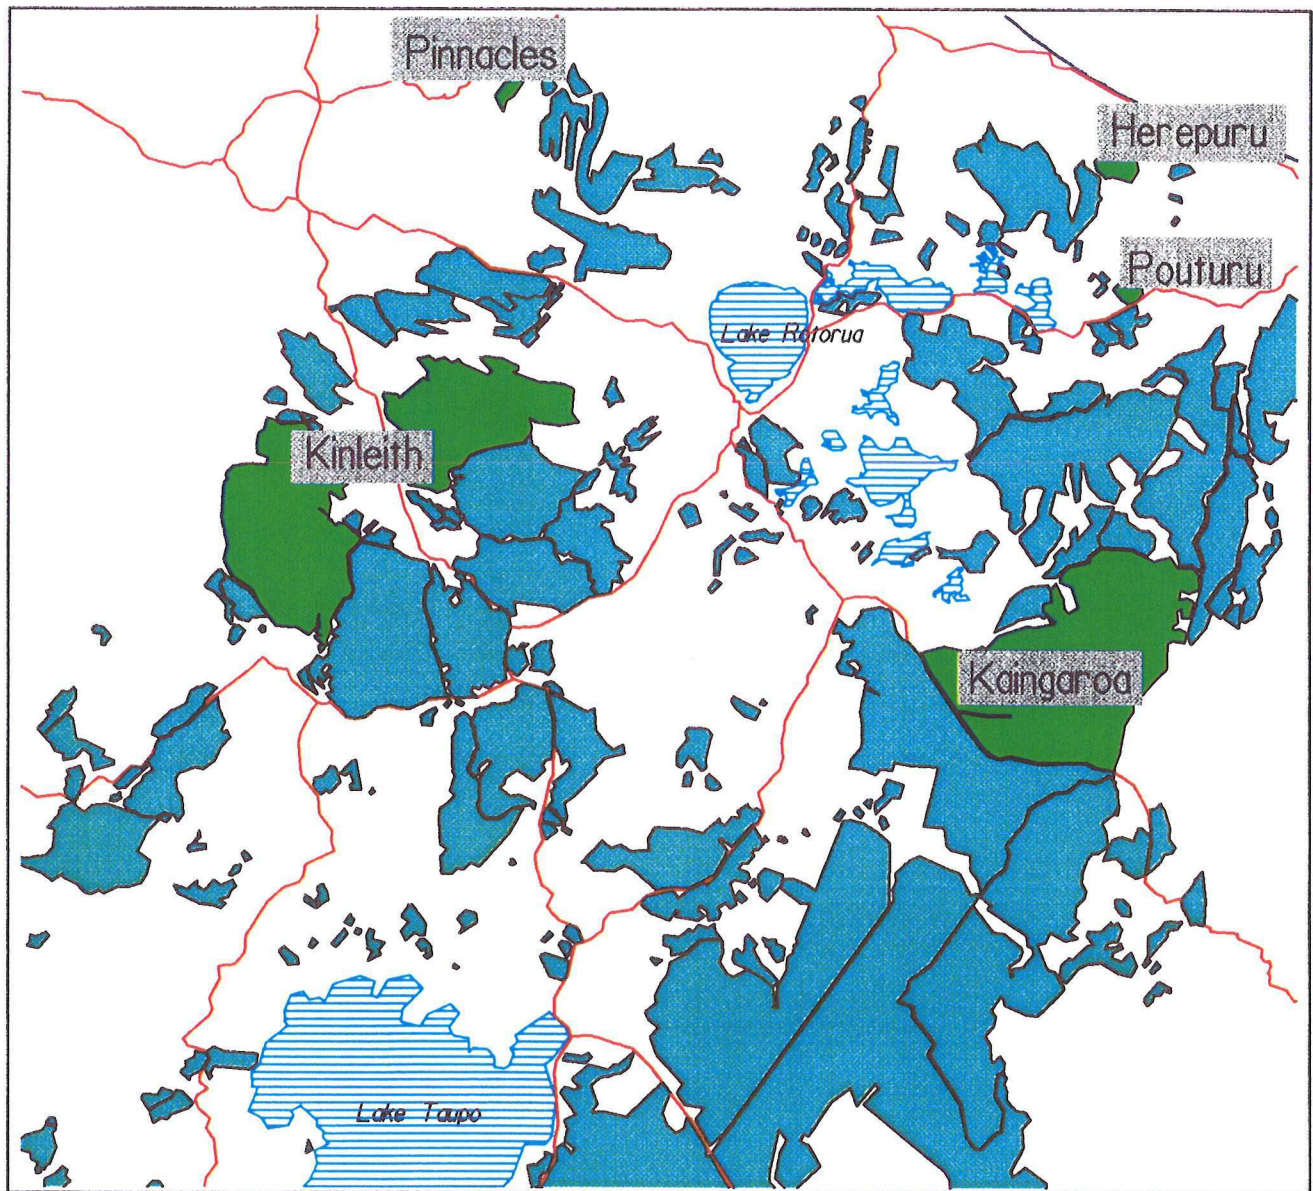 Pinnacles
Herepuru
Pouturu
Lake Rotorua
Kinleith
Kaingaroa
Lake Taupo